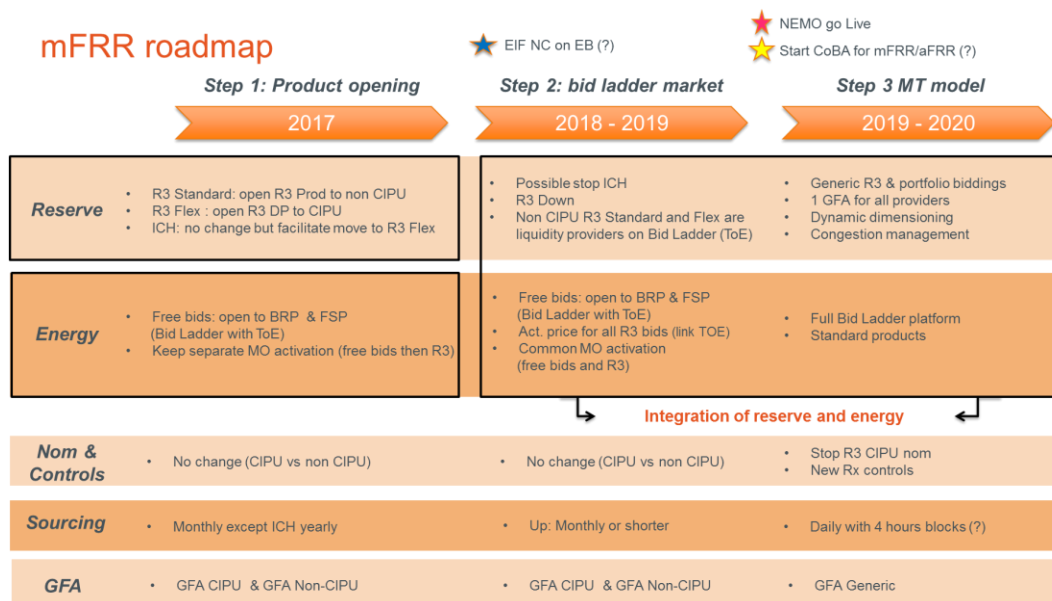 mFRR roadmap
EIF NC on EB (?)
NEMO go Live
Start CoBA for mFRR/aFRR (?)
Step 1: Product opening
Step 2: bid ladder market
Step 3 MT model
2017
2018 - 2019
2019 - 2020
Reserve
• R3 Standard: open R3 Prod to non CIPU
• R3 Flex : open R3 DP to CIPU
• ICH: no change but facilitate move to R3 Flex
• Possible stop ICH
• R3 Down
• Non CIPU R3 Standard and Flex are
liquidity providers on Bid Ladder (ToE)
• Generic R3 & portfolio biddings
• 1 GFA for all providers
• Dynamic dimensioning
• Congestion management
Energy
• Free bids: open to BRP & FSP
(Bid Ladder with ToE)
• Keep separate MO activation (free bids then R3)
• Free bids: open to BRP & FSP
(Bid Ladder with ToE)
• Act. price for all R3 bids (link TOE)
• Common MO activation
(free bids and R3)
• Full Bid Ladder platform
• Standard products
Integration of reserve and energy
Nom &
Controls
• No change (CIPU vs non CIPU)
• No change (CIPU vs non CIPU)
• Stop R3 CIPU nom
• New Rx controls
Sourcing
• Monthly except ICH yearly
• Up: Monthly or shorter
• Daily with 4 hours blocks (?)
GFA
• GFA CIPU & GFA Non-CIPU
• GFA CIPU & GFA Non-CIPU
• GFA Generic